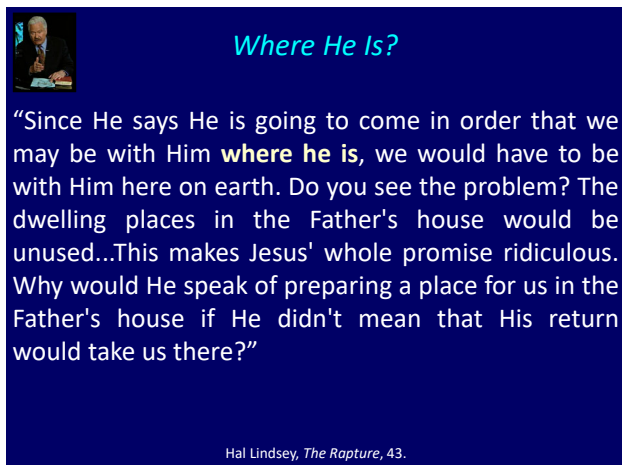 Where He Is?
“Since He says He is going to come in order that we
may be with Him where he is, we would have to be
with Him here on earth. Do you see the problem? The
dwelling places in the Father's house would be
unused...This makes Jesus' whole promise ridiculous.
Why would He speak of preparing a place for us in the
Father's house if He didn't mean that His return
would take us there?”
Hal Lindsey, The Rapture, 43.